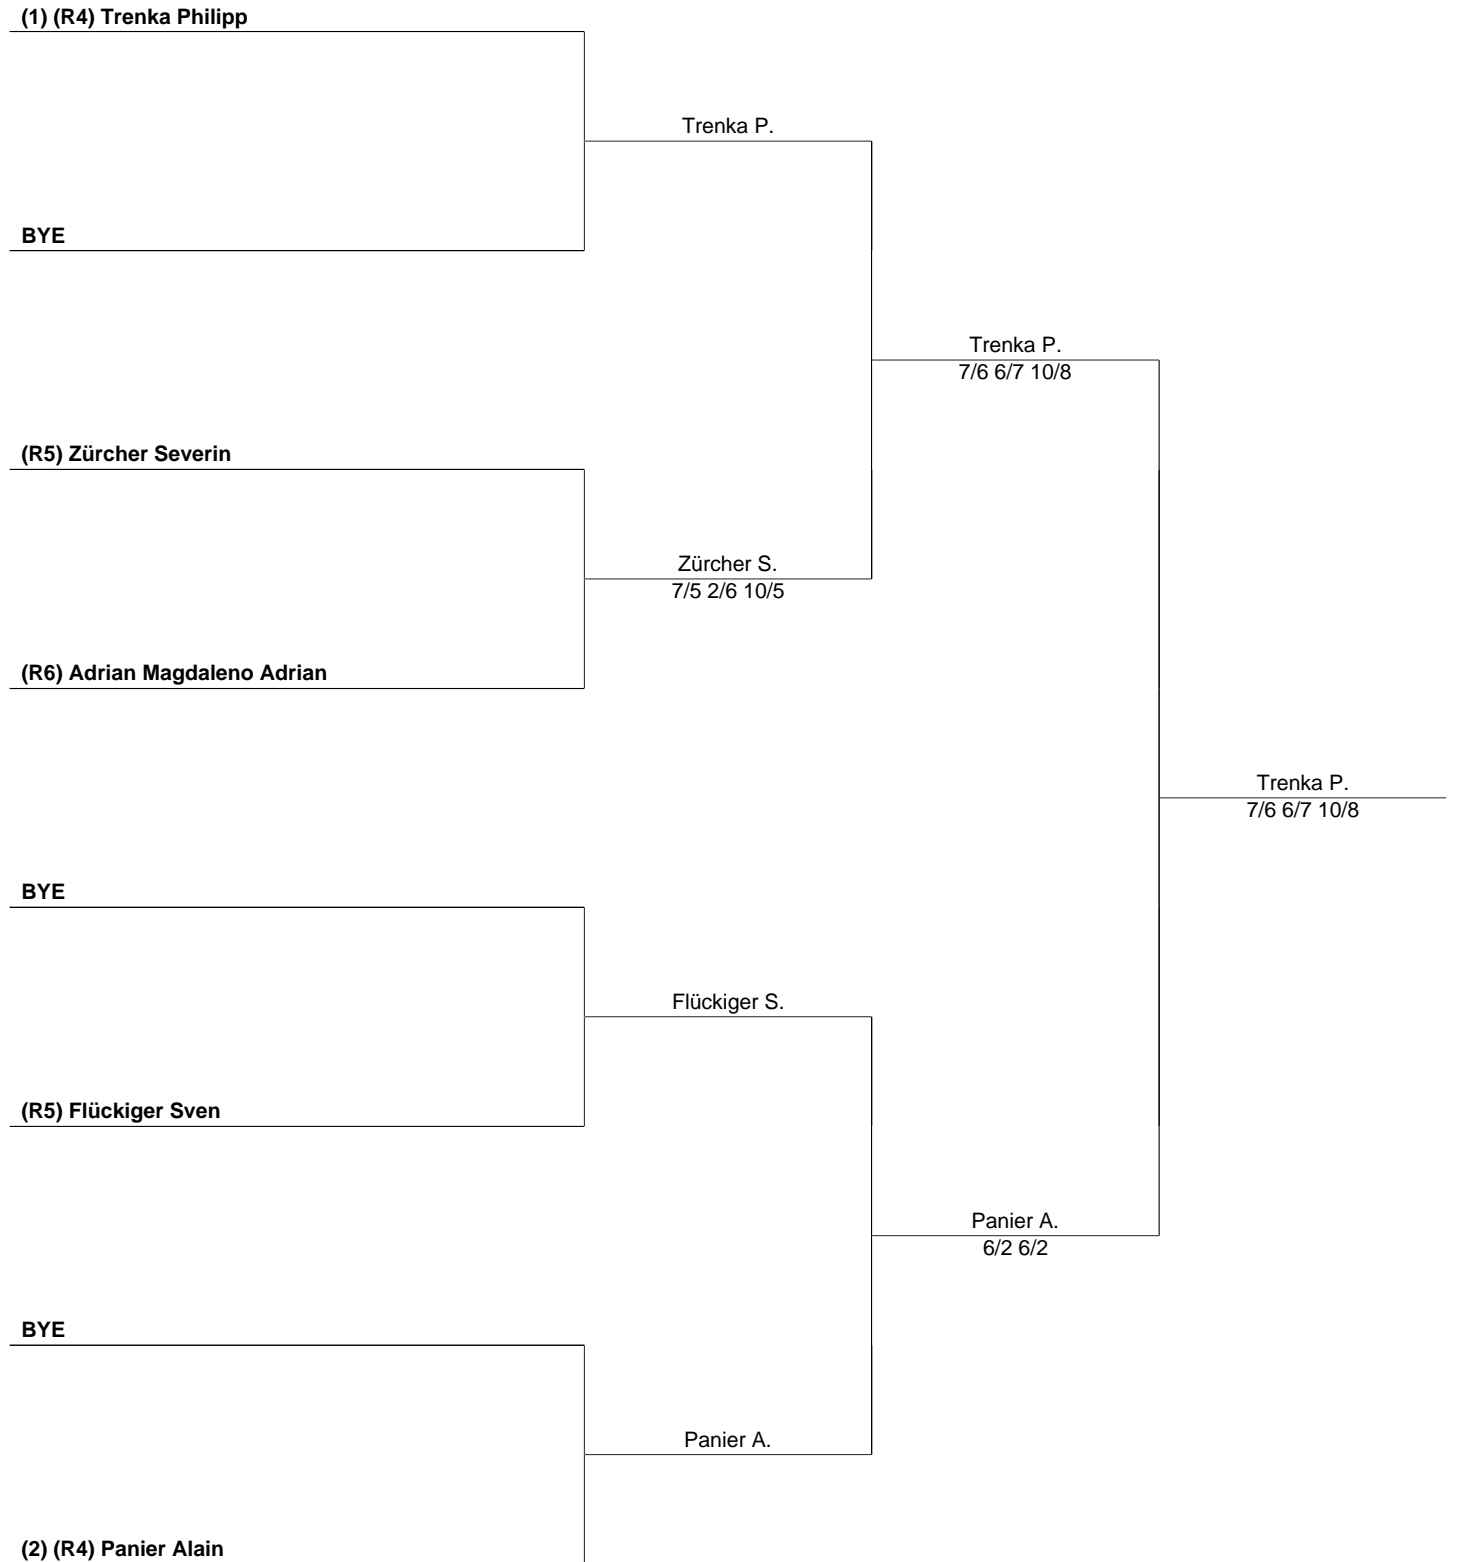 (1) (R4) Trenka Philipp
Trenka P.
BYE
Trenka P.
7/6 6/7 10/8
(R5) Zürcher Severin
Zürcher S.
7/5 2/6 10/5
(R6) Adrian Magdaleno Adrian
Trenka P.
7/6 6/7 10/8
BYE
Flückiger S.
(R5) Flückiger Sven
Panier A.
6/2 6/2
BYE
Panier A.
(2) (R4) Panier Alain